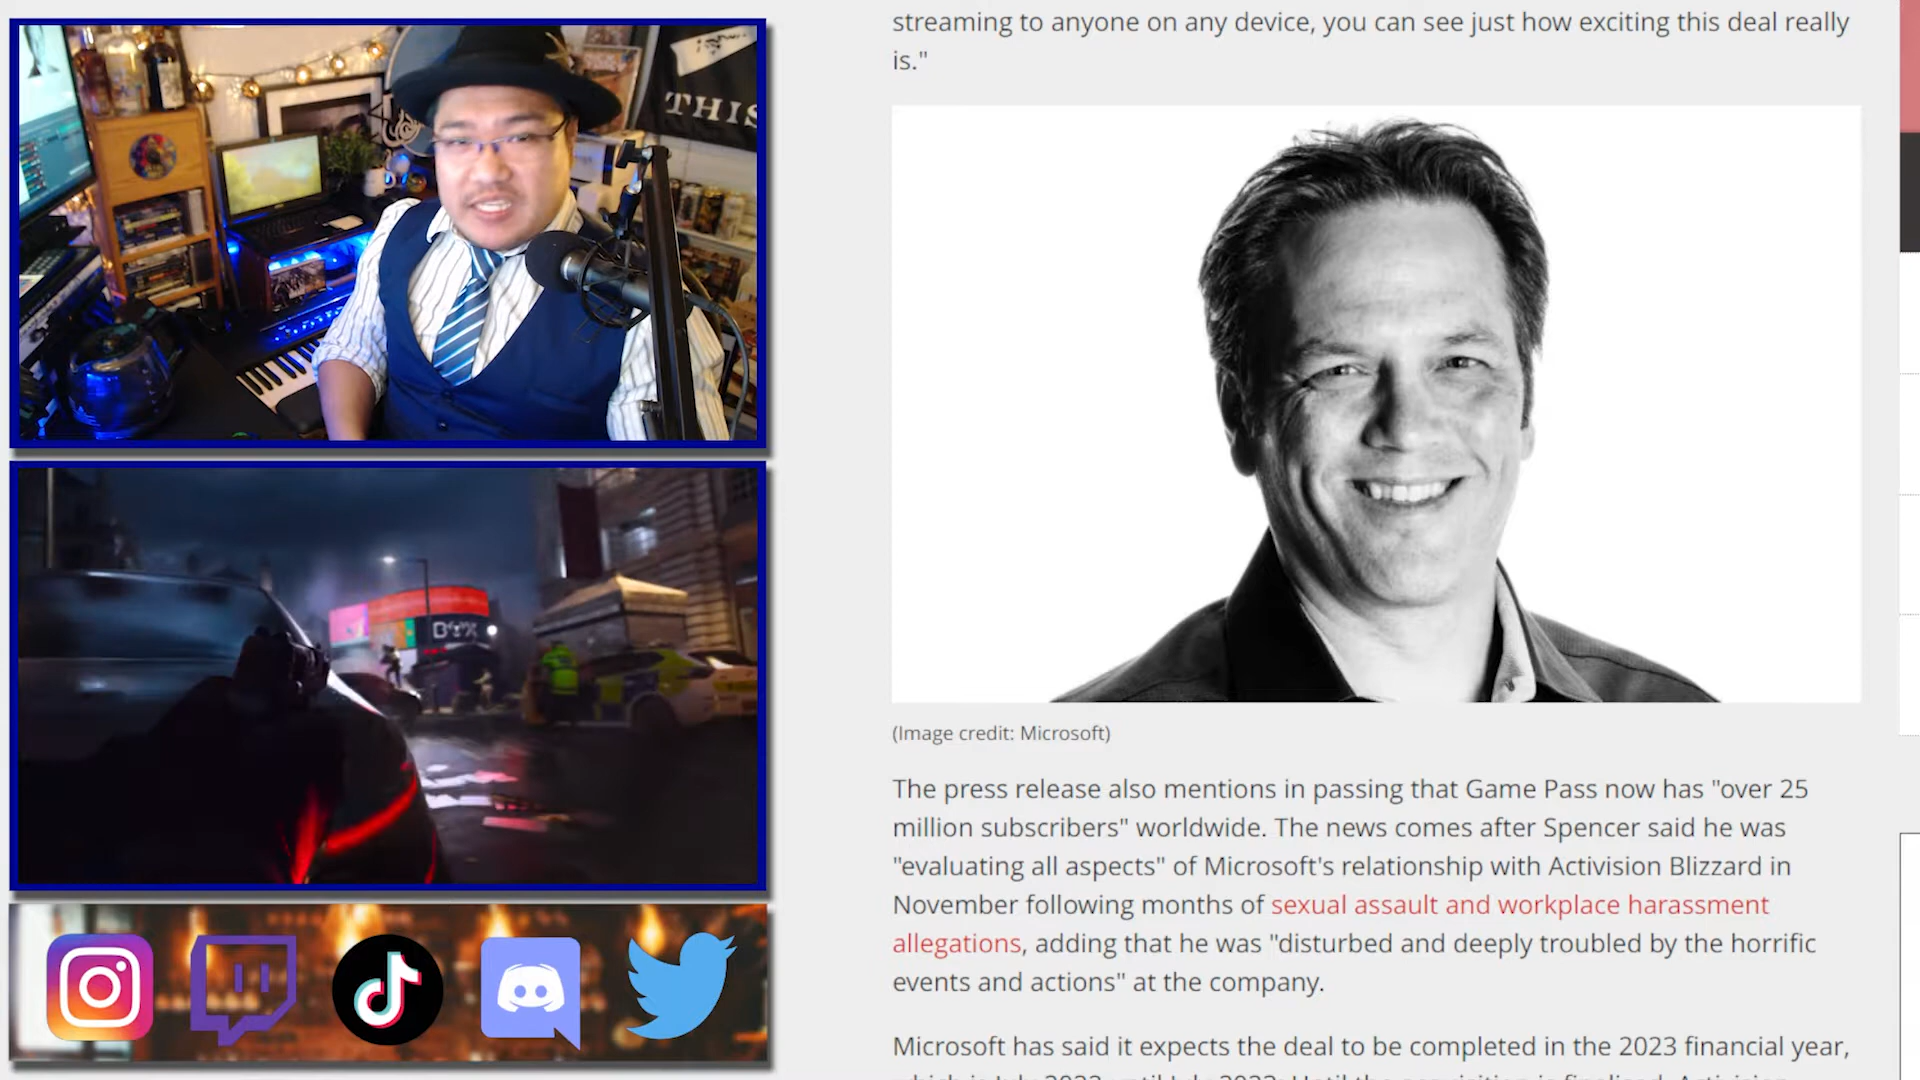 THIS
streaming to anyone on any device, you can see just how exciting this deal really
is."
(Image credit: Microsoft)
The press release also mentions in passing that Game Pass now has "over 25
million subscribers" worldwide. The news comes after Spencer said he was
"evaluating all aspects" of Microsoft's relationship with Activision Blizzard in
November following months of sexual assault and workplace harassment
allegations, adding that he was "disturbed and deeply troubled by the horrific
events and actions" at the company.
Microsoft has said it expects the deal to be completed in the 2023 financial year,